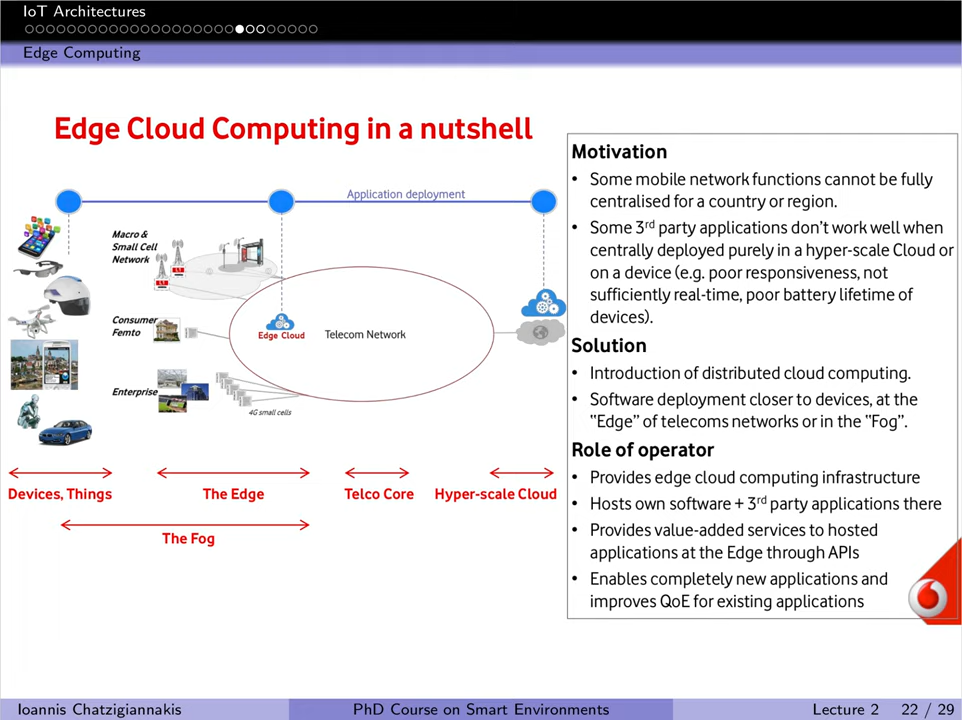 IoT Architectures
Edge Computing
Edge Cloud Computing in a nutshell
Application deployment
Macro &
Small Cell
Network
Consumer
Femto
Edge Cloud
Telecom Network
Enterprise
4G small cells
Devices, Things
The Edge
Telco Core
Hyper-scale Cloud
The Fog
Motivation
• Some mobile network functions cannot be fully
centralised for a country or region.
• Some 3rd party applications don't work well when
centrally deployed purely in a hyper-scale Cloud or
on a device (e.g. poor responsiveness, not
sufficiently real-time, poor battery lifetime of
devices).
Solution
• Introduction of distributed cloud computing.
• Software deployment closer to devices, at the
"Edge" of telecoms networks or in the "Fog".
Role of operator
• Provides edge cloud computing infrastructure
• Hosts own software + 3rd party applications there
• Provides value-added services to hosted
applications at the Edge through APIs
• Enables completely new applications and
improves QoE for existing applications
Ioannis Chatzigiannakis
PhD Course on Smart Environments
Lecture 2 22 / 29